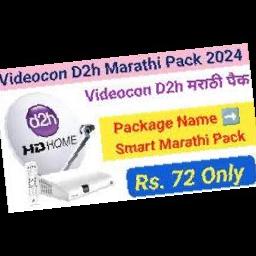 Videocon D2h Marathi Pack 2024
Videocon D2h मराठी पैक
d2h
HD HOME
Package Name ➡
Smart Marathi Pack
Rs. 72 Only